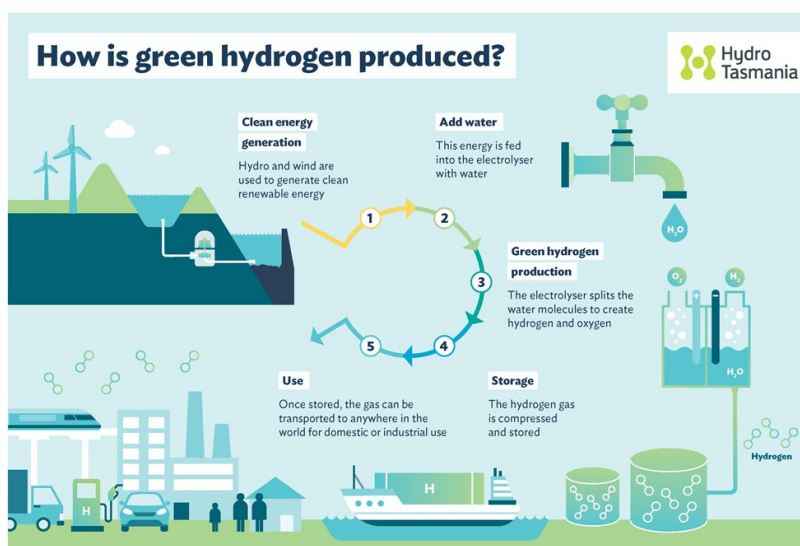 How is green hydrogen produced?
Hydro
Tasmania
Clean energy
generation
Hydro and wind are
used to generate clean
renewable energy
Add water
This energy is fed
into the electrolyser
with water
1
2
H₂O
Green hydrogen
production
The electrolyser splits the
water molecules to create
hydrogen and oxygen
3
O₂
H₂
+
-
H₂O
5
4
Use
Once stored, the gas can be
transported to anywhere in the
world for domestic or industrial use
Storage
The hydrogen gas
is compressed
and stored
Hydrogen
H
H